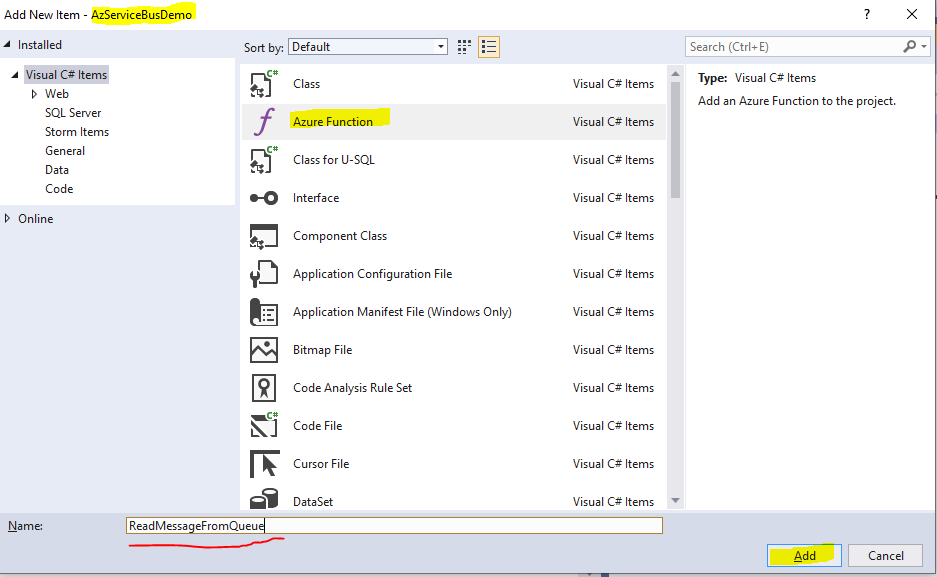 Add New Item - AzServiceBusDemo ?
Installed
Sort by: Default
Search (Ctrl+E)
Visual C# Items
Web
SQL Server
Storm Items
General
Data
Code
Online
Class Visual C# Items
Azure Function Visual C# Items
Class for U-SQL Visual C# Items
Interface Visual C# Items
Component Class Visual C# Items
Application Configuration File Visual C# Items
Application Manifest File (Windows Only) Visual C# Items
Bitmap File Visual C# Items
Code Analysis Rule Set Visual C# Items
Code File Visual C# Items
Cursor File Visual C# Items
DataSet Visual C# Items
Type: Visual C# Items
Add an Azure Function to the project.
Name: ReadMessageFromQueue
Add Cancel